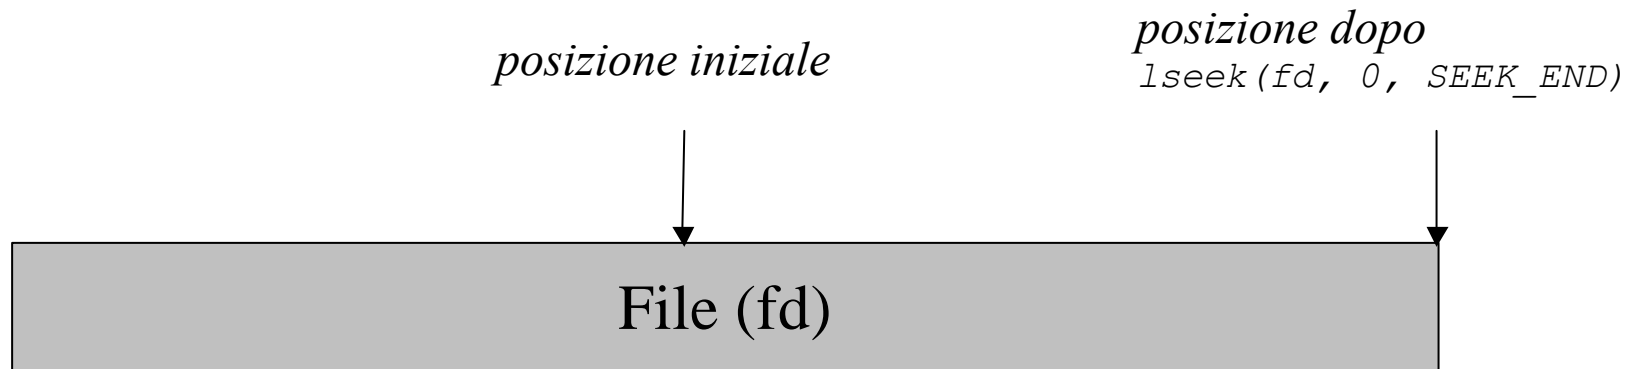 posizione iniziale
posizione dopo
lseek(fd, 0, SEEK_END)
File (fd)